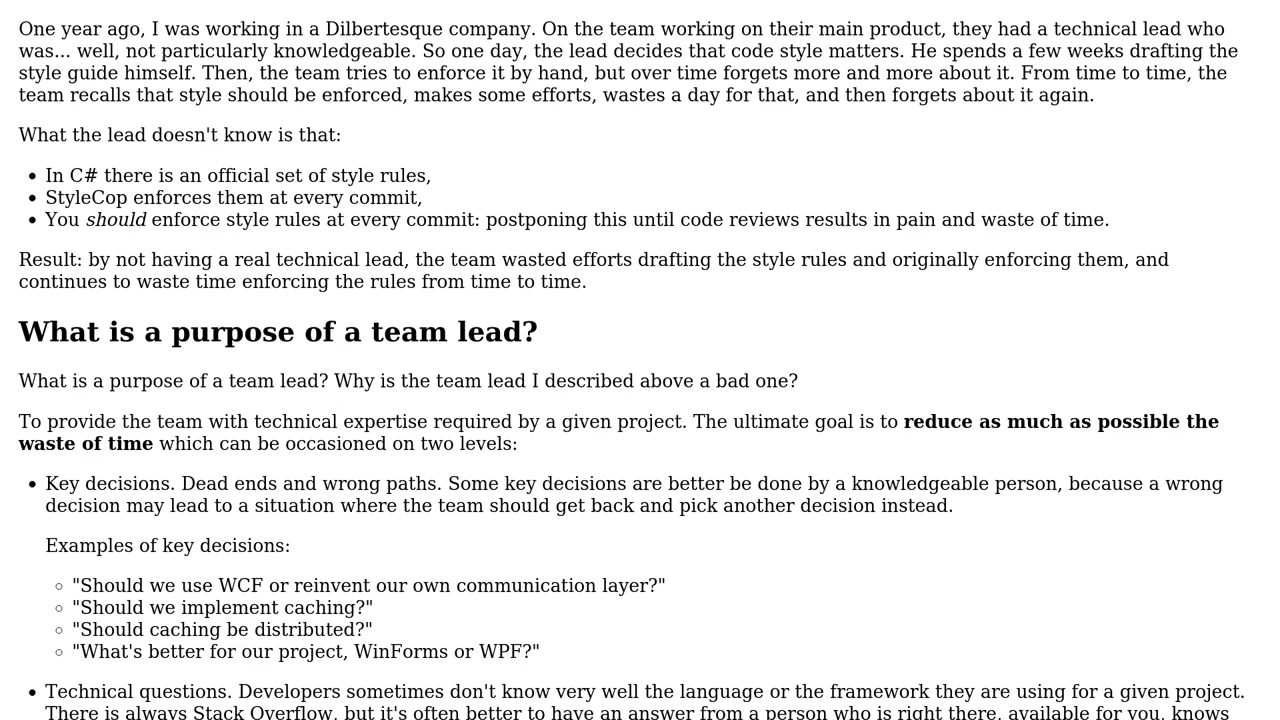 One year ago, I was working in a Dilbertesque company. On the team working on their main product, they had a technical lead who
was... well, not particularly knowledgeable. So one day, the lead decides that code style matters. He spends a few weeks drafting the
style guide himself. Then, the team tries to enforce it by hand, but over time forgets more and more about it. From time to time, the
team recalls that style should be enforced, makes some efforts, wastes a day for that, and then forgets about it again.
What the lead doesn't know is that:
• In C# there is an official set of style rules,
• StyleCop enforces them at every commit,
• You should enforce style rules at every commit: postponing this until code reviews results in pain and waste of time.
Result: by not having a real technical lead, the team wasted efforts drafting the style rules and originally enforcing them, and
continues to waste time enforcing the rules from time to time.
What is a purpose of a team lead?
What is a purpose of a team lead? Why is the team lead I described above a bad one?
To provide the team with technical expertise required by a given project. The ultimate goal is to reduce as much as possible the
waste of time which can be occasioned on two levels:
• Key decisions. Dead ends and wrong paths. Some key decisions are better be done by a knowledgeable person, because a wrong
decision may lead to a situation where the team should get back and pick another decision instead.
Examples of key decisions:
◦ "Should we use WCF or reinvent our own communication layer?"
◦ "Should we implement caching?"
◦ "Should caching be distributed?"
◦ "What's better for our project, WinForms or WPF?"
• Technical questions. Developers sometimes don't know very well the language or the framework they are using for a given project.
There is always Stack Overflow, but it's often better to have an answer from a person who is right there, available for you, knows